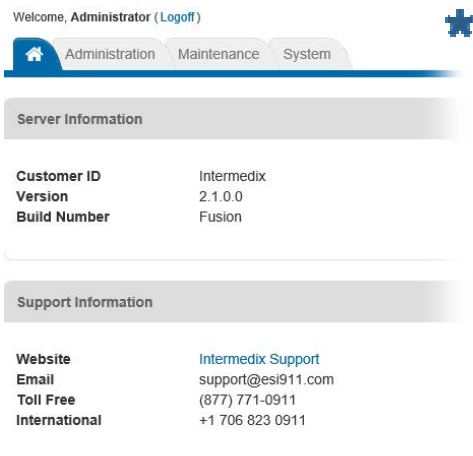 Welcome, Administrator (Logoff)
Administration Maintenance System
Server Information
Customer ID Intermedix
Version 2.1.0.0
Build Number Fusion
Support Information
Website Intermedix Support
Email support@esi911.com
Toll Free (877) 771-0911
International +1 706 823 0911